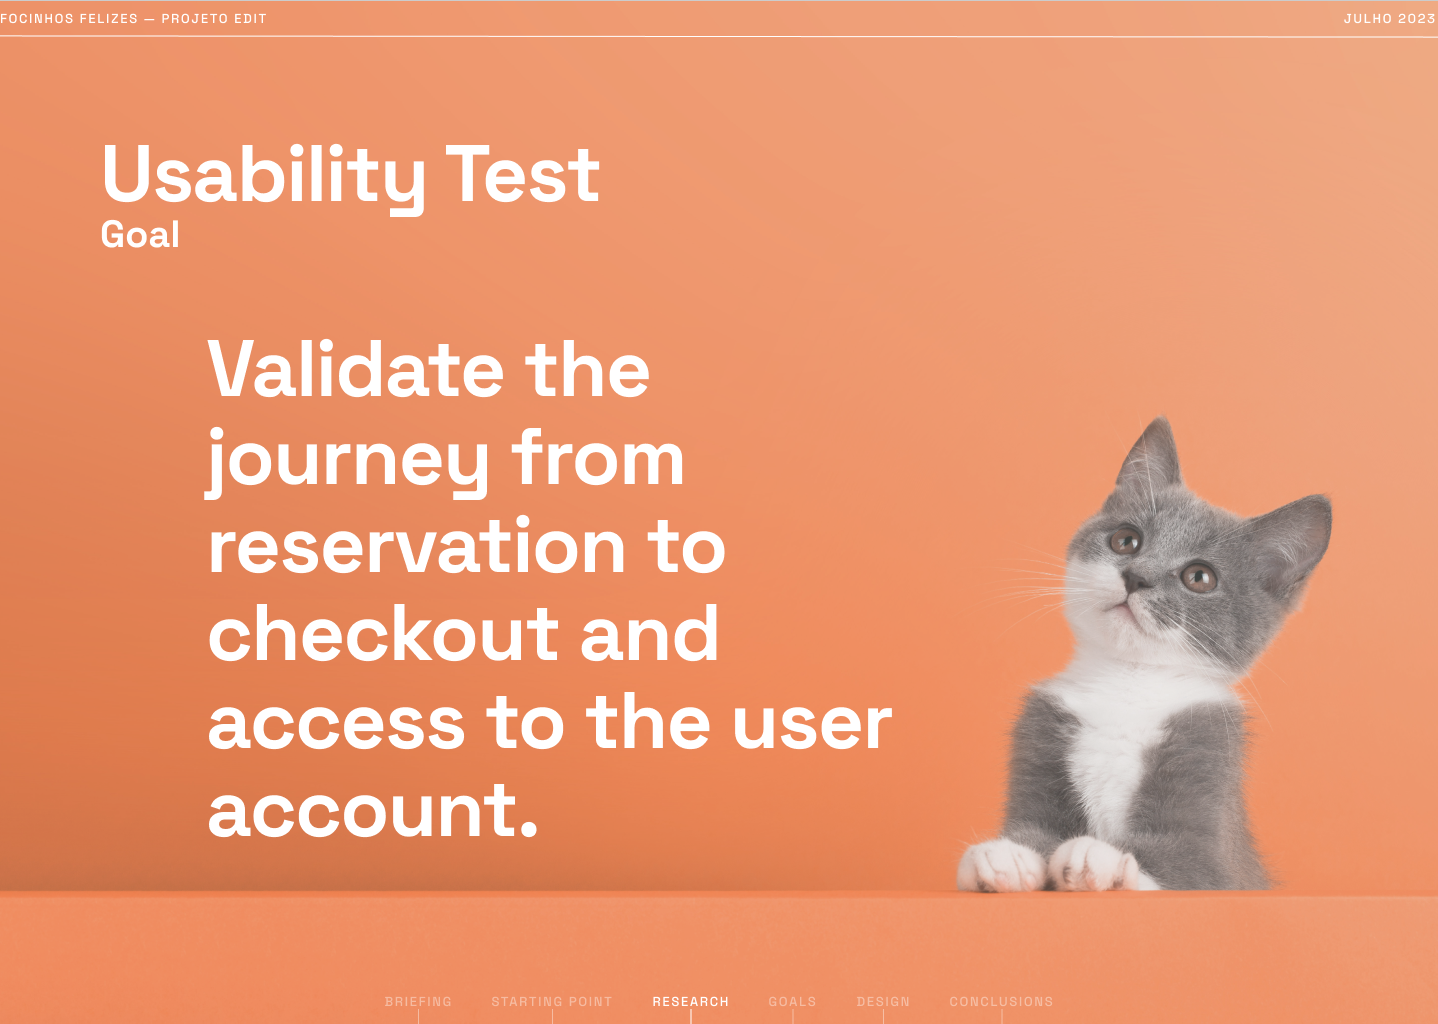 FOCINHOS FELIZES — PROJETO EDIT
JULHO 2023
Usability Test
Goal
Validate the
journey from
reservation to
checkout and
access to the user
account.
BRIEFING
STARTING POINT
RESEARCH
GOALS
DESIGN
CONCLUSIONS